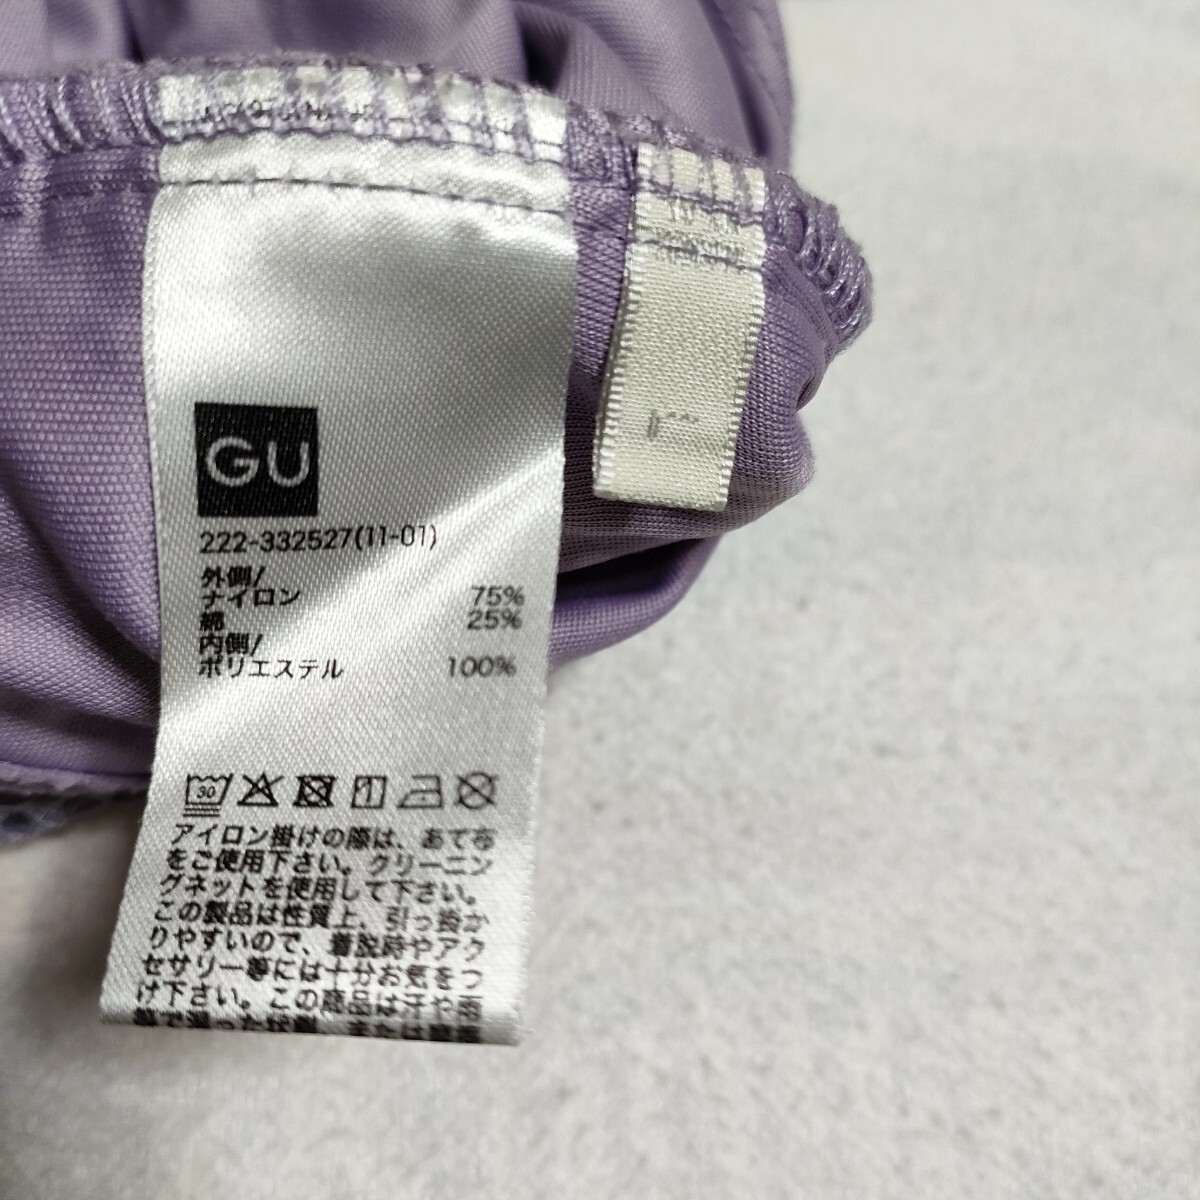 GU
222-332527(11-01)
外側/
ナイロン 75%
綿 25%
内側/
ポリエステル 100%
30
アイロン掛けの際は、あて布
をご使用下さい。クリーニン
グネットを使用して下さい。
この製品は性質上、引っ掛か
りやすいので、着脱時やアク
セサリー等には十分お気をつ
け下さい。この商品は汗や雨